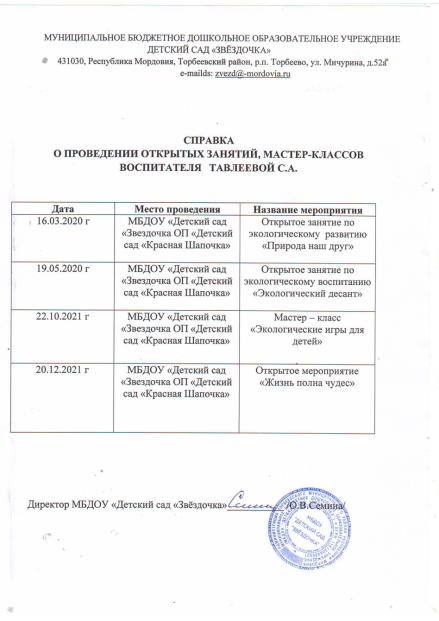 МУНИЦИПАЛЬНОЕ БЮДЖЕТНОЕ ДОШКОЛЬНОЕ ОБРАЗОВАТЕЛЬНОЕ УЧРЕЖДЕНИЕ
ДЕТСКИЙ САД «ЗВЁЗДОЧКА»
431030, Республика Мордовия, Торбеевский район, р.п. Торбеево, ул. Мичурина, д.52а
e-mailds: zvezd@-mordovia.ru
СПРАВКА
О ПРОВЕДЕНИИ ОТКРЫТЫХ ЗАНЯТИЙ, МАСТЕР-КЛАССОВ
ВОСПИТАТЕЛЯ ТАВЛЕЕВОЙ С.А.
Дата Место проведения Название мероприятия
16.03.2020 г МБДОУ «Детский сад Открытое занятие по
«Звездочка ОП «Детский экологическому развитию
сад «Красная Шапочка» «Природа наш друг»
19.05.2020 г МБДОУ «Детский сад Открытое занятие по
«Звездочка ОП «Детский экологическому воспитанию
сад «Красная Шапочка» «Экологический десант»
22.10.2021 г МБДОУ «Детский сад Мастер – класс
«Звездочка ОП «Детский «Экологические игры для
сад «Красная Шапочка» детей»
20.12.2021 г МБДОУ «Детский сад Открытое мероприятие
«Звездочка ОП «Детский «Жизнь полна чудес»
сад «Красная Шапочка»
Директор МБДОУ «Детский сад «Звёздочка» /О.В.Семина/
МБДОУ
ДЕТСКИЙ САД
"ЗВЁЗДОЧКА"